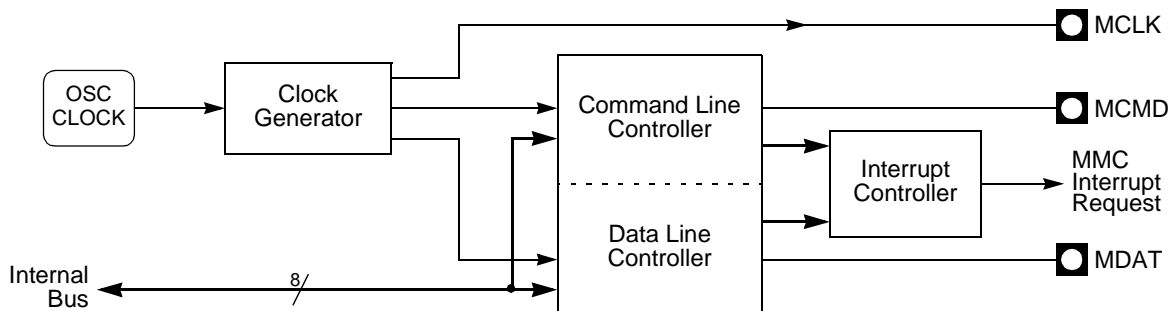 MCLK
OSC
CLOCK
Clock
Generator
Command Line
Controller
MCMD
Interrupt
Controller
MMC
Interrupt
Request
Data Line
Controller
MDAT
Internal
Bus
8